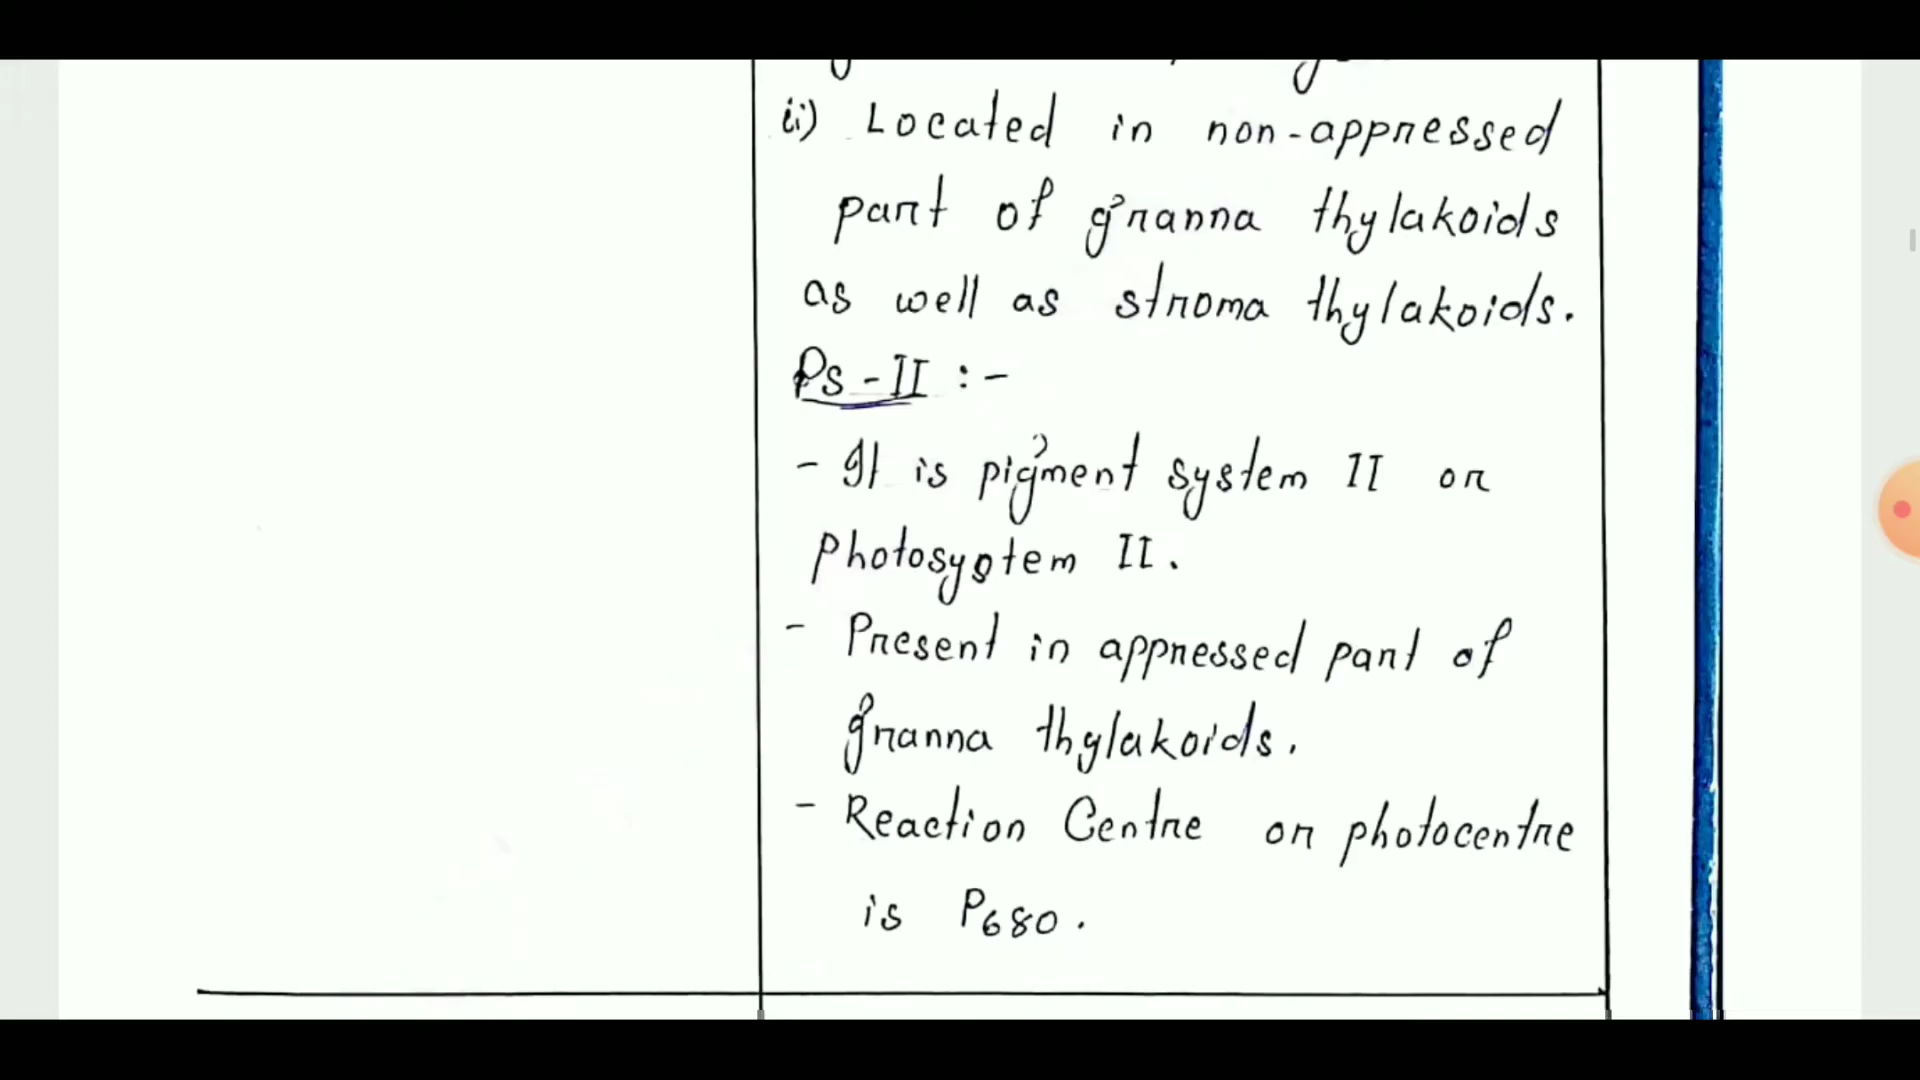 ii) Located in non-appressed
part of granna thylakoids
as well as stroma thylakoids.
Ps-II :-
- It is pigment system II or
photosystem II.
- Present in appressed part of
granna thylakoids.
- Reaction Centre or photocentre
is P680.